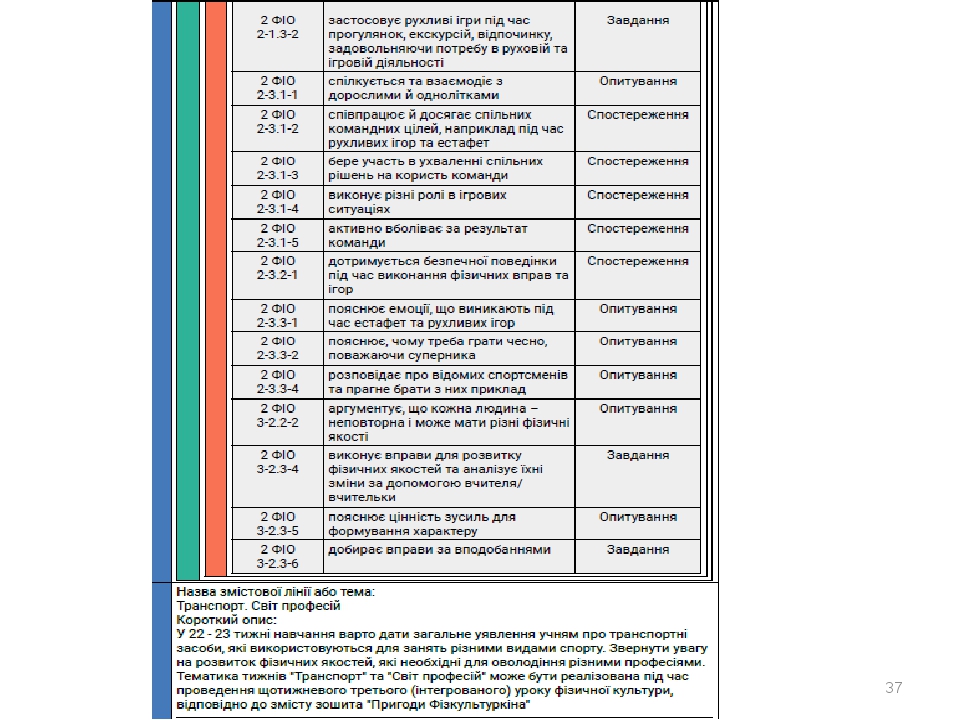 2 ФІО застосовує рухливі ігри під час Завдання
2-1.3-2 прогулянок, екскурсій, відпочинку,
задовольняючи потребу в руховій та
ігровій діяльності
2 ФІО спілкується та взаємодіє з Опитування
2-3.1-1 дорослими й однолітками
2 ФІО співпрацює й досягає спільних Спостереження
2-3.1-2 командних цілей, наприклад під час
рухливих ігор та естафет
2 ФІО бере участь в ухваленні спільних Спостереження
2-3.1-3 рішень на користь команди
2 ФІО виконує різні ролі в ігрових Спостереження
2-3.1-4 ситуаціях
2 ФІО активно вболіває за результат Спостереження
2-3.1-5 команди
2 ФІО дотримується безпечної поведінки Спостереження
2-3.2-1 під час виконання фізичних вправ та
ігор
2 ФІО пояснює емоції, що виникають під Опитування
2-3.3-1 час естафет та рухливих ігор
2 ФІО пояснює, чому треба грати чесно, Опитування
2-3.3-2 поважаючи суперника
2 ФІО розповідає про відомих спортсменів Опитування
2-3.3-4 та прагне брати з них приклад
2 ФІО аргументує, що кожна людина – Опитування
3-2.2-2 неповторна і може мати різні фізичні
якості
2 ФІО виконує вправи для розвитку Завдання
3-2.3-4 фізичних якостей та аналізує їхні
зміни за допомогою вчителя/
вчительки
2 ФІО пояснює цінність зусиль для Опитування
3-2.3-5 формування характеру
2 ФІО добирає вправи за вподобаннями Завдання
3-2.3-6
Назва змістової лінії або тема:
Транспорт. Світ професій
Короткий опис:
У 22 - 23 тижні навчання варто дати загальне уявлення учням про транспортні
засоби, які використовуються для занять різними видами спорту. Звернути увагу
на розвиток фізичних якостей, які необхідні для оволодіння різними професіями.
Тематика тижнів "Транспорт" та "Світ професій" може бути реалізована під час
проведення щотижневого третього (інтегрованого) уроку фізичної культури,
відповідно до змісту зошита "Пригоди Фізкультуркіна"
37